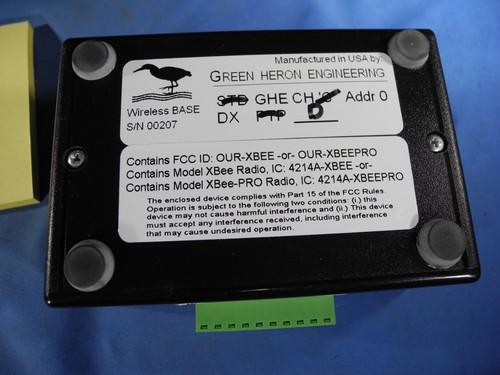 Manufactured in USA by:
GREEN HERON ENGINEERING
STD GHE CH'S' Addr 0
Wireless BASE
DX PTP D
S/N 00207
Contains FCC ID: OUR-XBEE -or- OUR-XBEEPRO
Contains Model XBee Radio, IC: 4214A-XBEE -or-
Contains Model XBee-PRO Radio, IC: 4214A-XBEEPRO
The enclosed device complies with Part 15 of the FCC Rules.
Operation is subject to the following two conditions: (i.) this
device may not cause harmful interference and (ii.) This device
must accept any interference received, including interference
that may cause undesired operation.